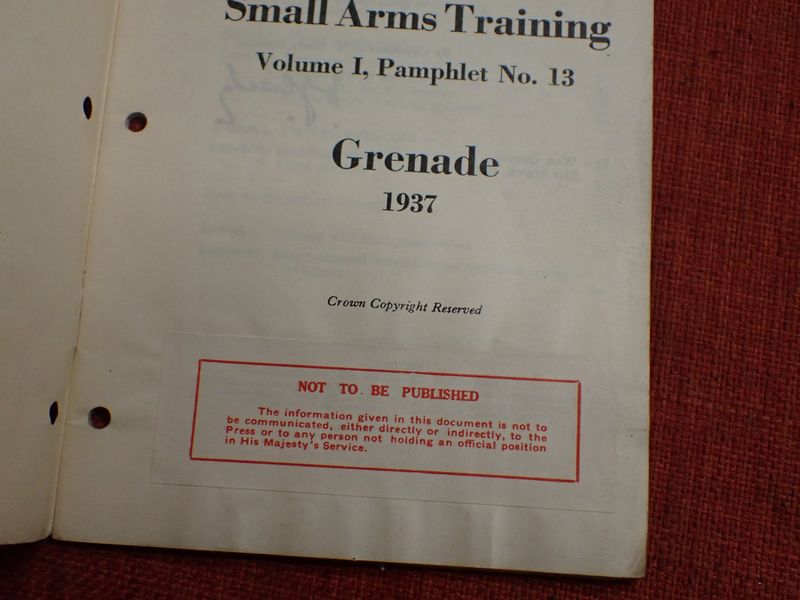 Small Arms Training
Volume I, Pamphlet No. 13
Grenade
1937
Crown Copyright Reserved
NOT TO BE PUBLISHED
The information given in this document is not to
be communicated, either directly or indirectly, to the
Press or to any person not holding an official position
in His Majesty's Service.